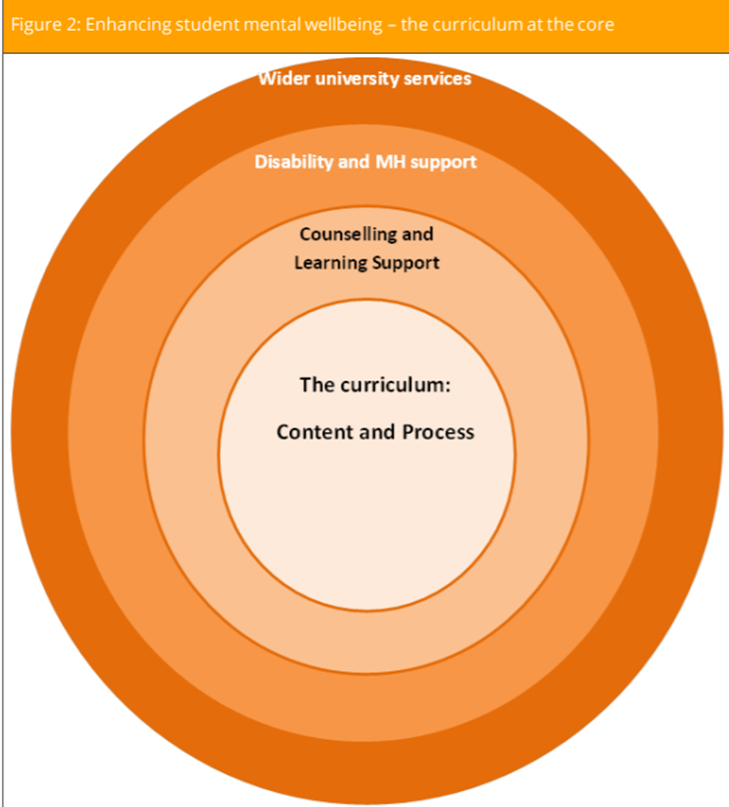 Figure 2: Enhancing student mental wellbeing – the curriculum at the core
Wider university services
Disability and MH support
Counselling and
Learning Support
The curriculum:
Content and Process